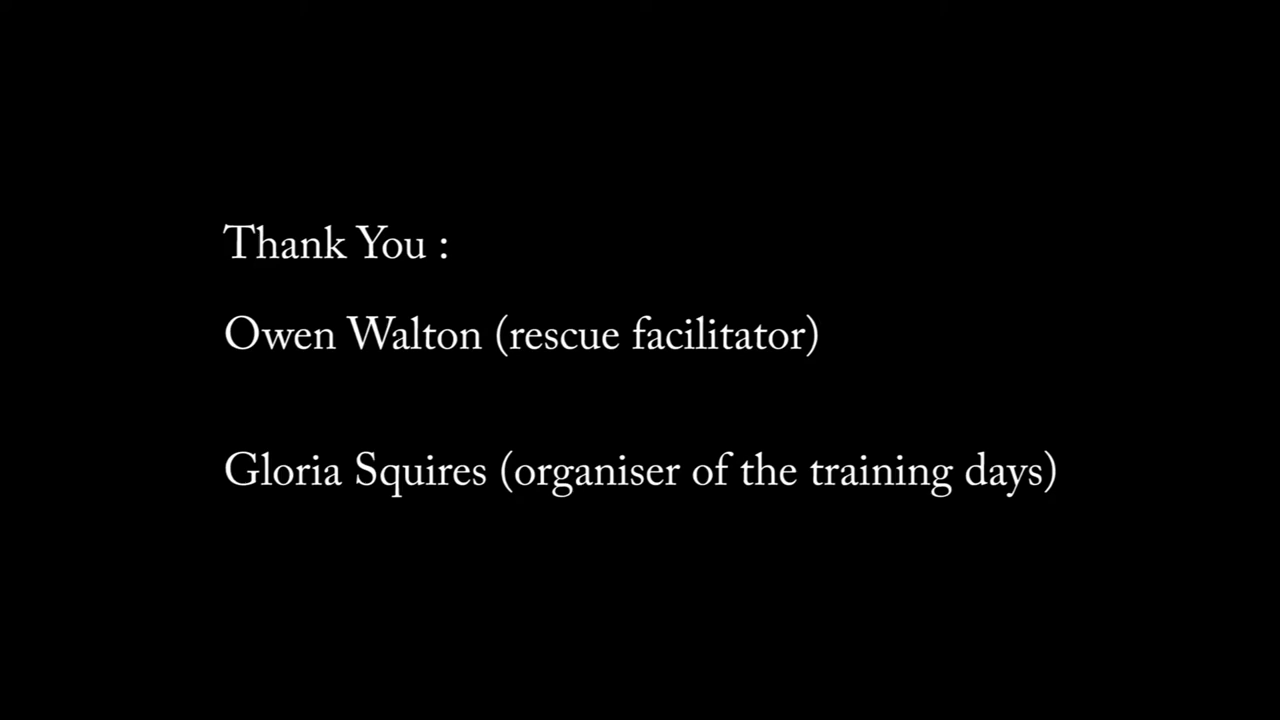 Thank You :
Owen Walton (rescue facilitator)
Gloria Squires (organiser of the training days)